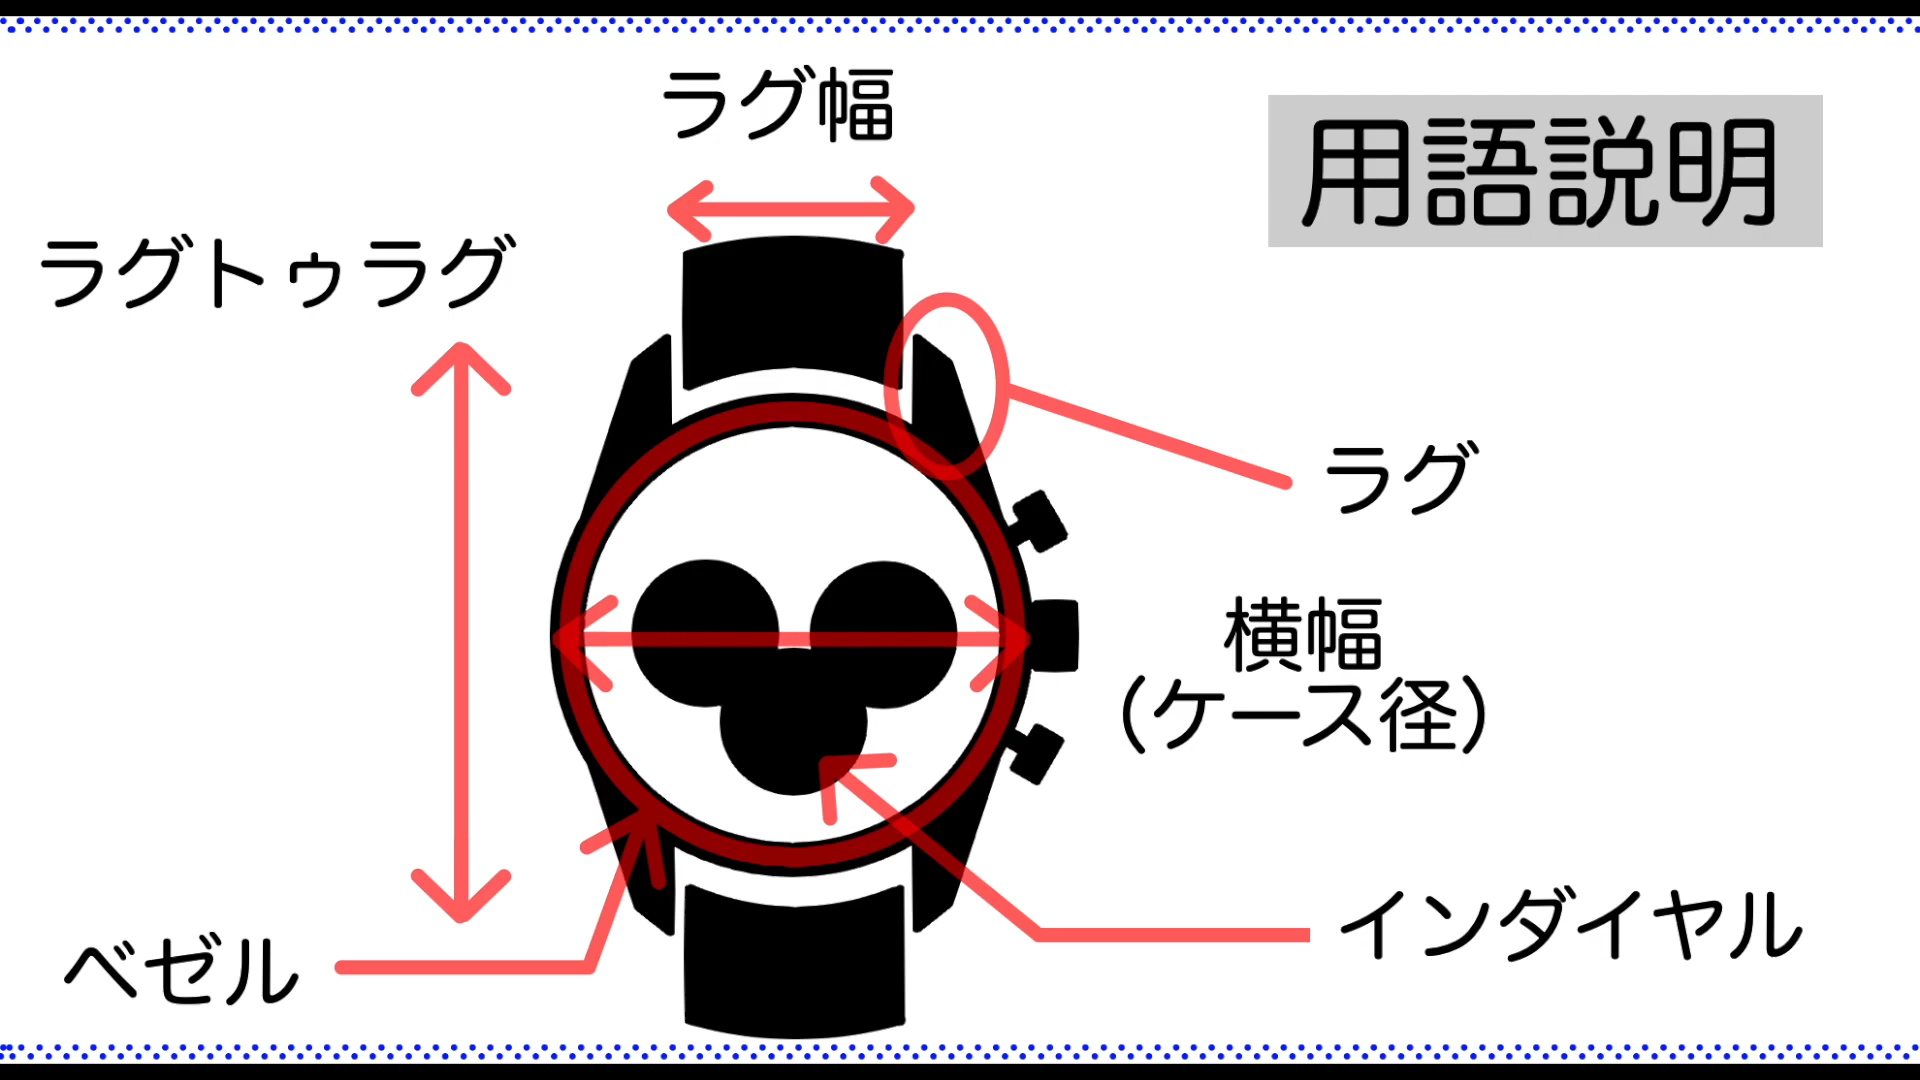 ラグ幅
用語説明
ラグトゥラグ
ラグ
横幅
（ケース径）
インダイヤル
ベゼル